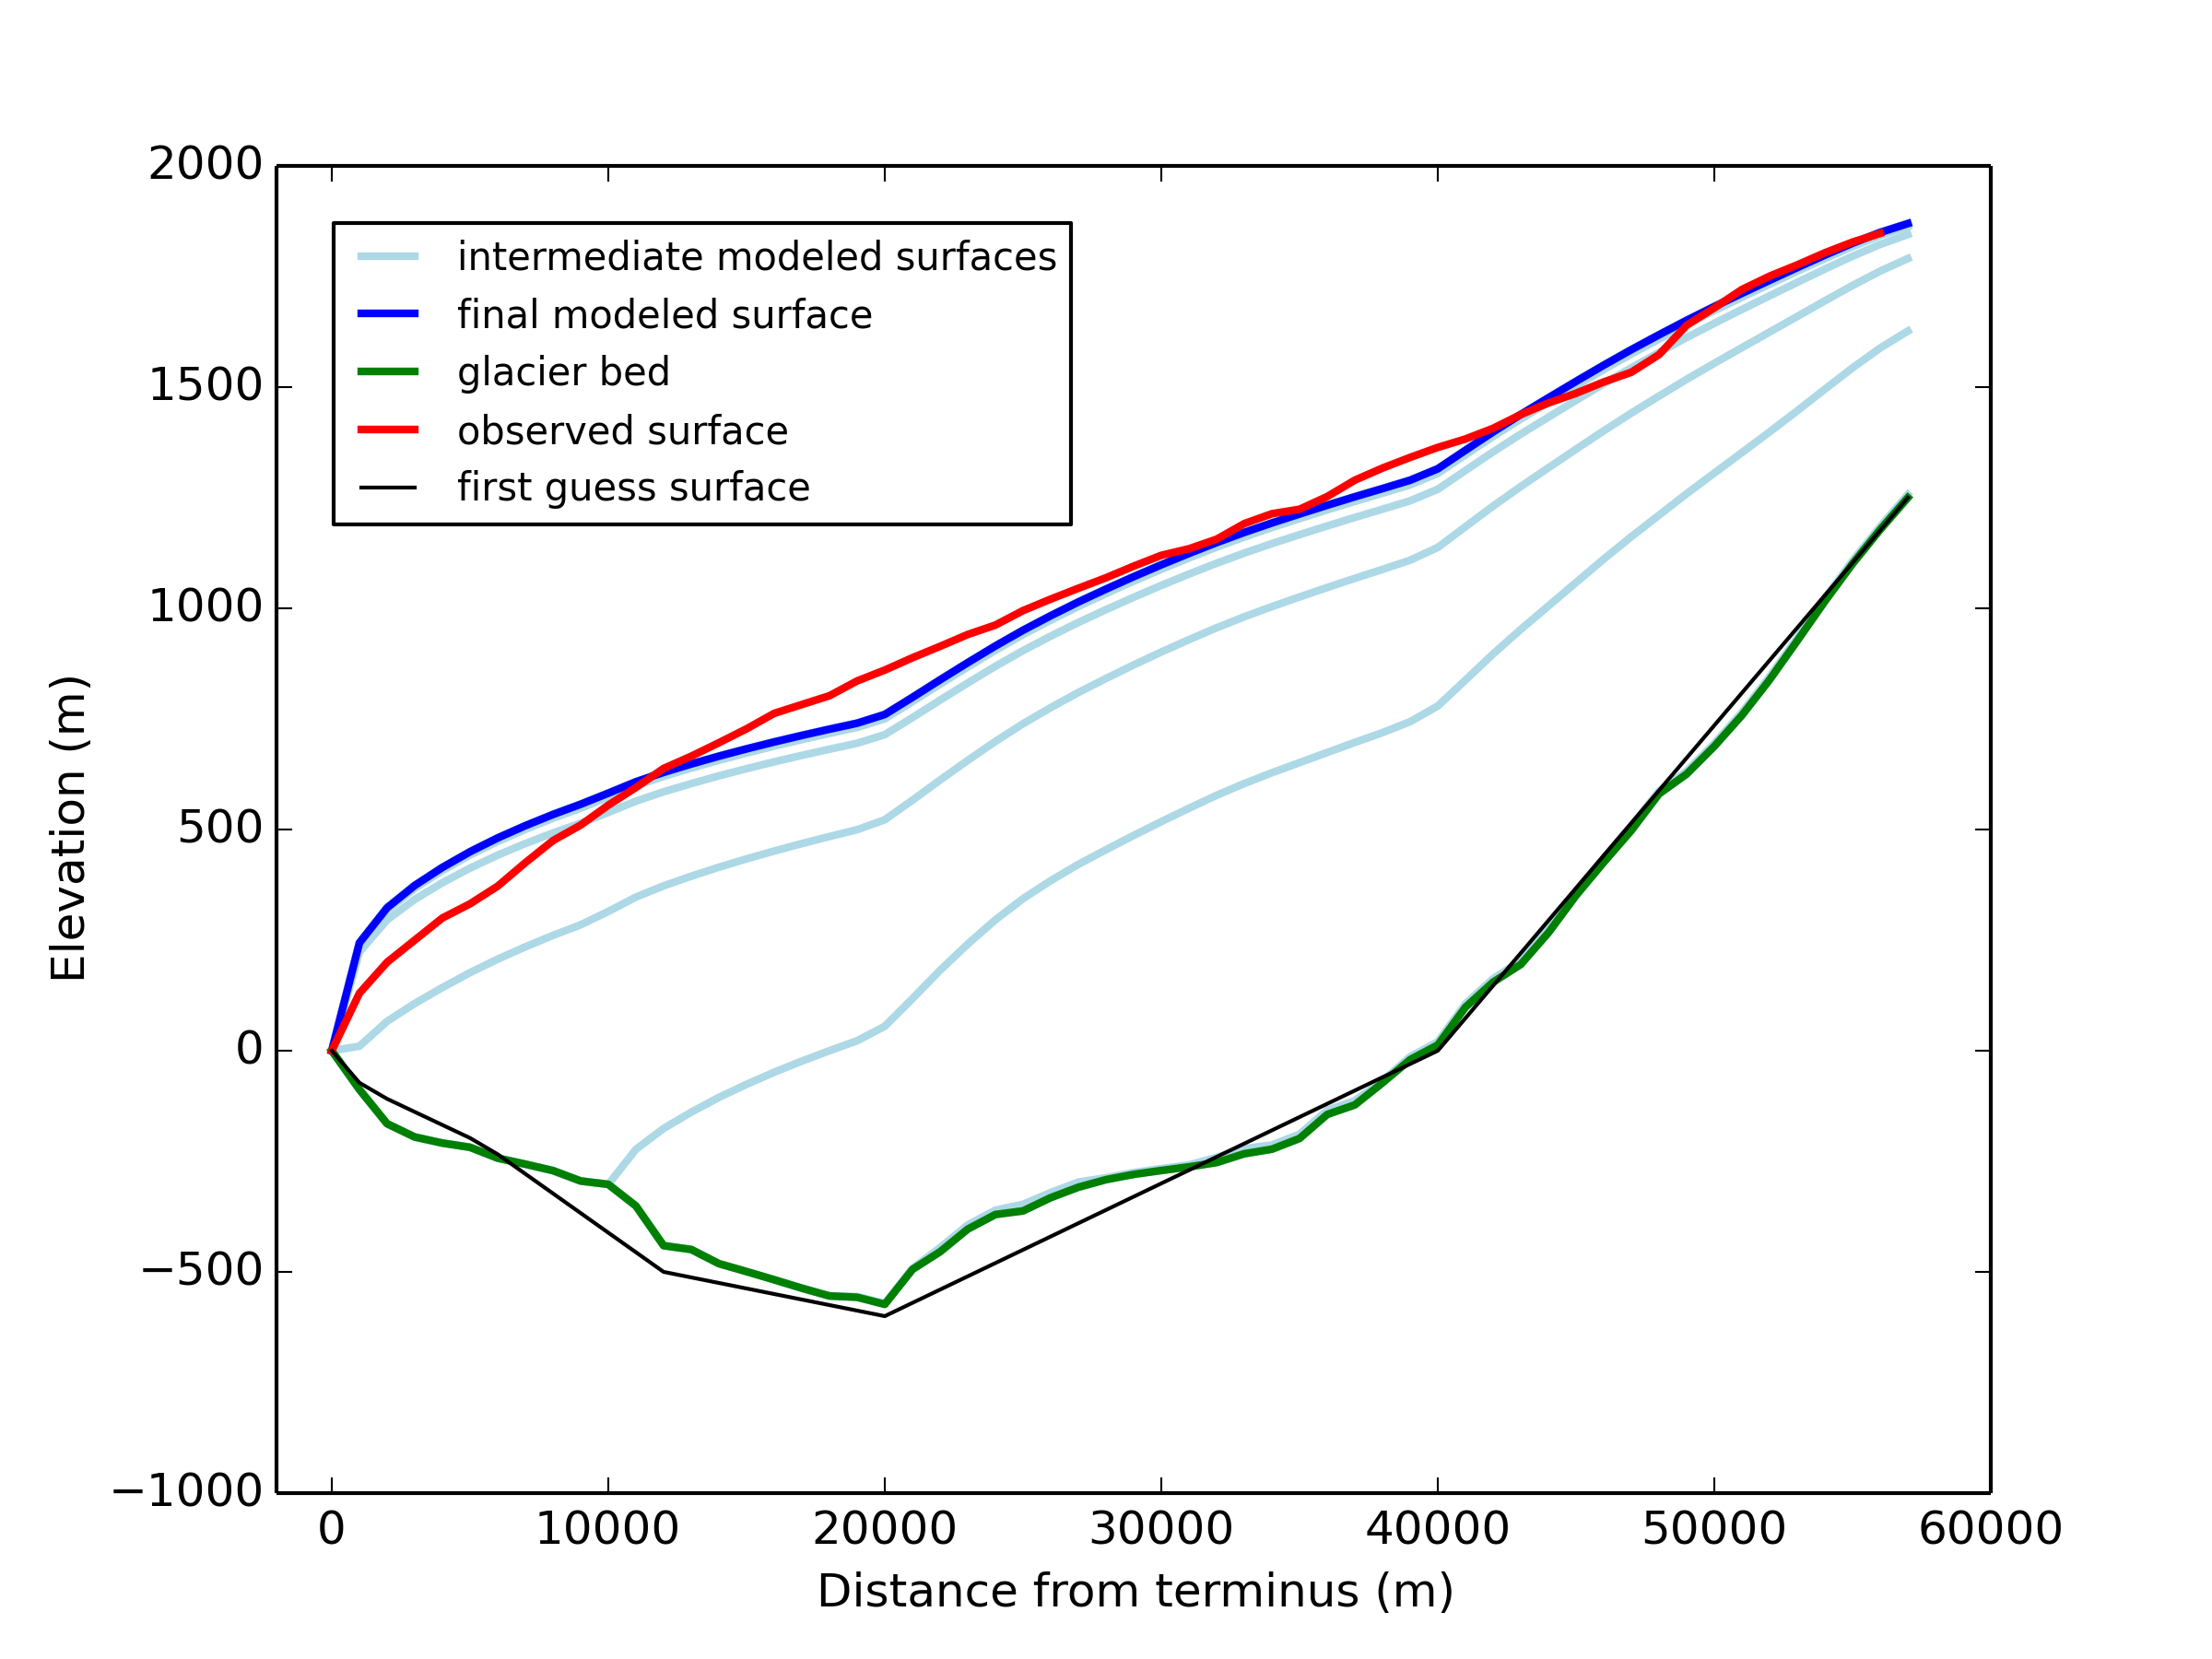 2000
1500
1000
500
0
−500
−1000
Elevation (m)
intermediate modeled surfaces
final modeled surface
glacier bed
observed surface
first guess surface
0 10000 20000 30000 40000 50000 60000
Distance from terminus (m)